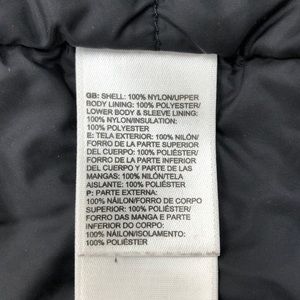 GB: SHELL: 100% NYLON/UPPER
BODY LINING: 100% POLYESTER/
LOWER BODY & SLEEVE LINING:
100% NYLON/INSULATION:
100% POLYESTER
E: TELA EXTERIOR: 100% NILÓN/
FORRO DE LA PARTE SUPERIOR
DEL CUERPO: 100% POLIÉSTER/
FORRO DE LA PARTE INFERIOR
DEL CUERPO Y DE LAS
MANGAS: 100% NILÓN/TELA
AISLANTE: 100% POLIÉSTER
P: PARTE EXTERNA:
100% NÁILON/FORRO DE CORPO
SUPERIOR: 100% POLIÉSTER/
FORRO DAS MANGA E PARTE
INFERIOR DO CORPO:
100% NÁILON/ISOLAMENTO:
100% POLIÉSTER